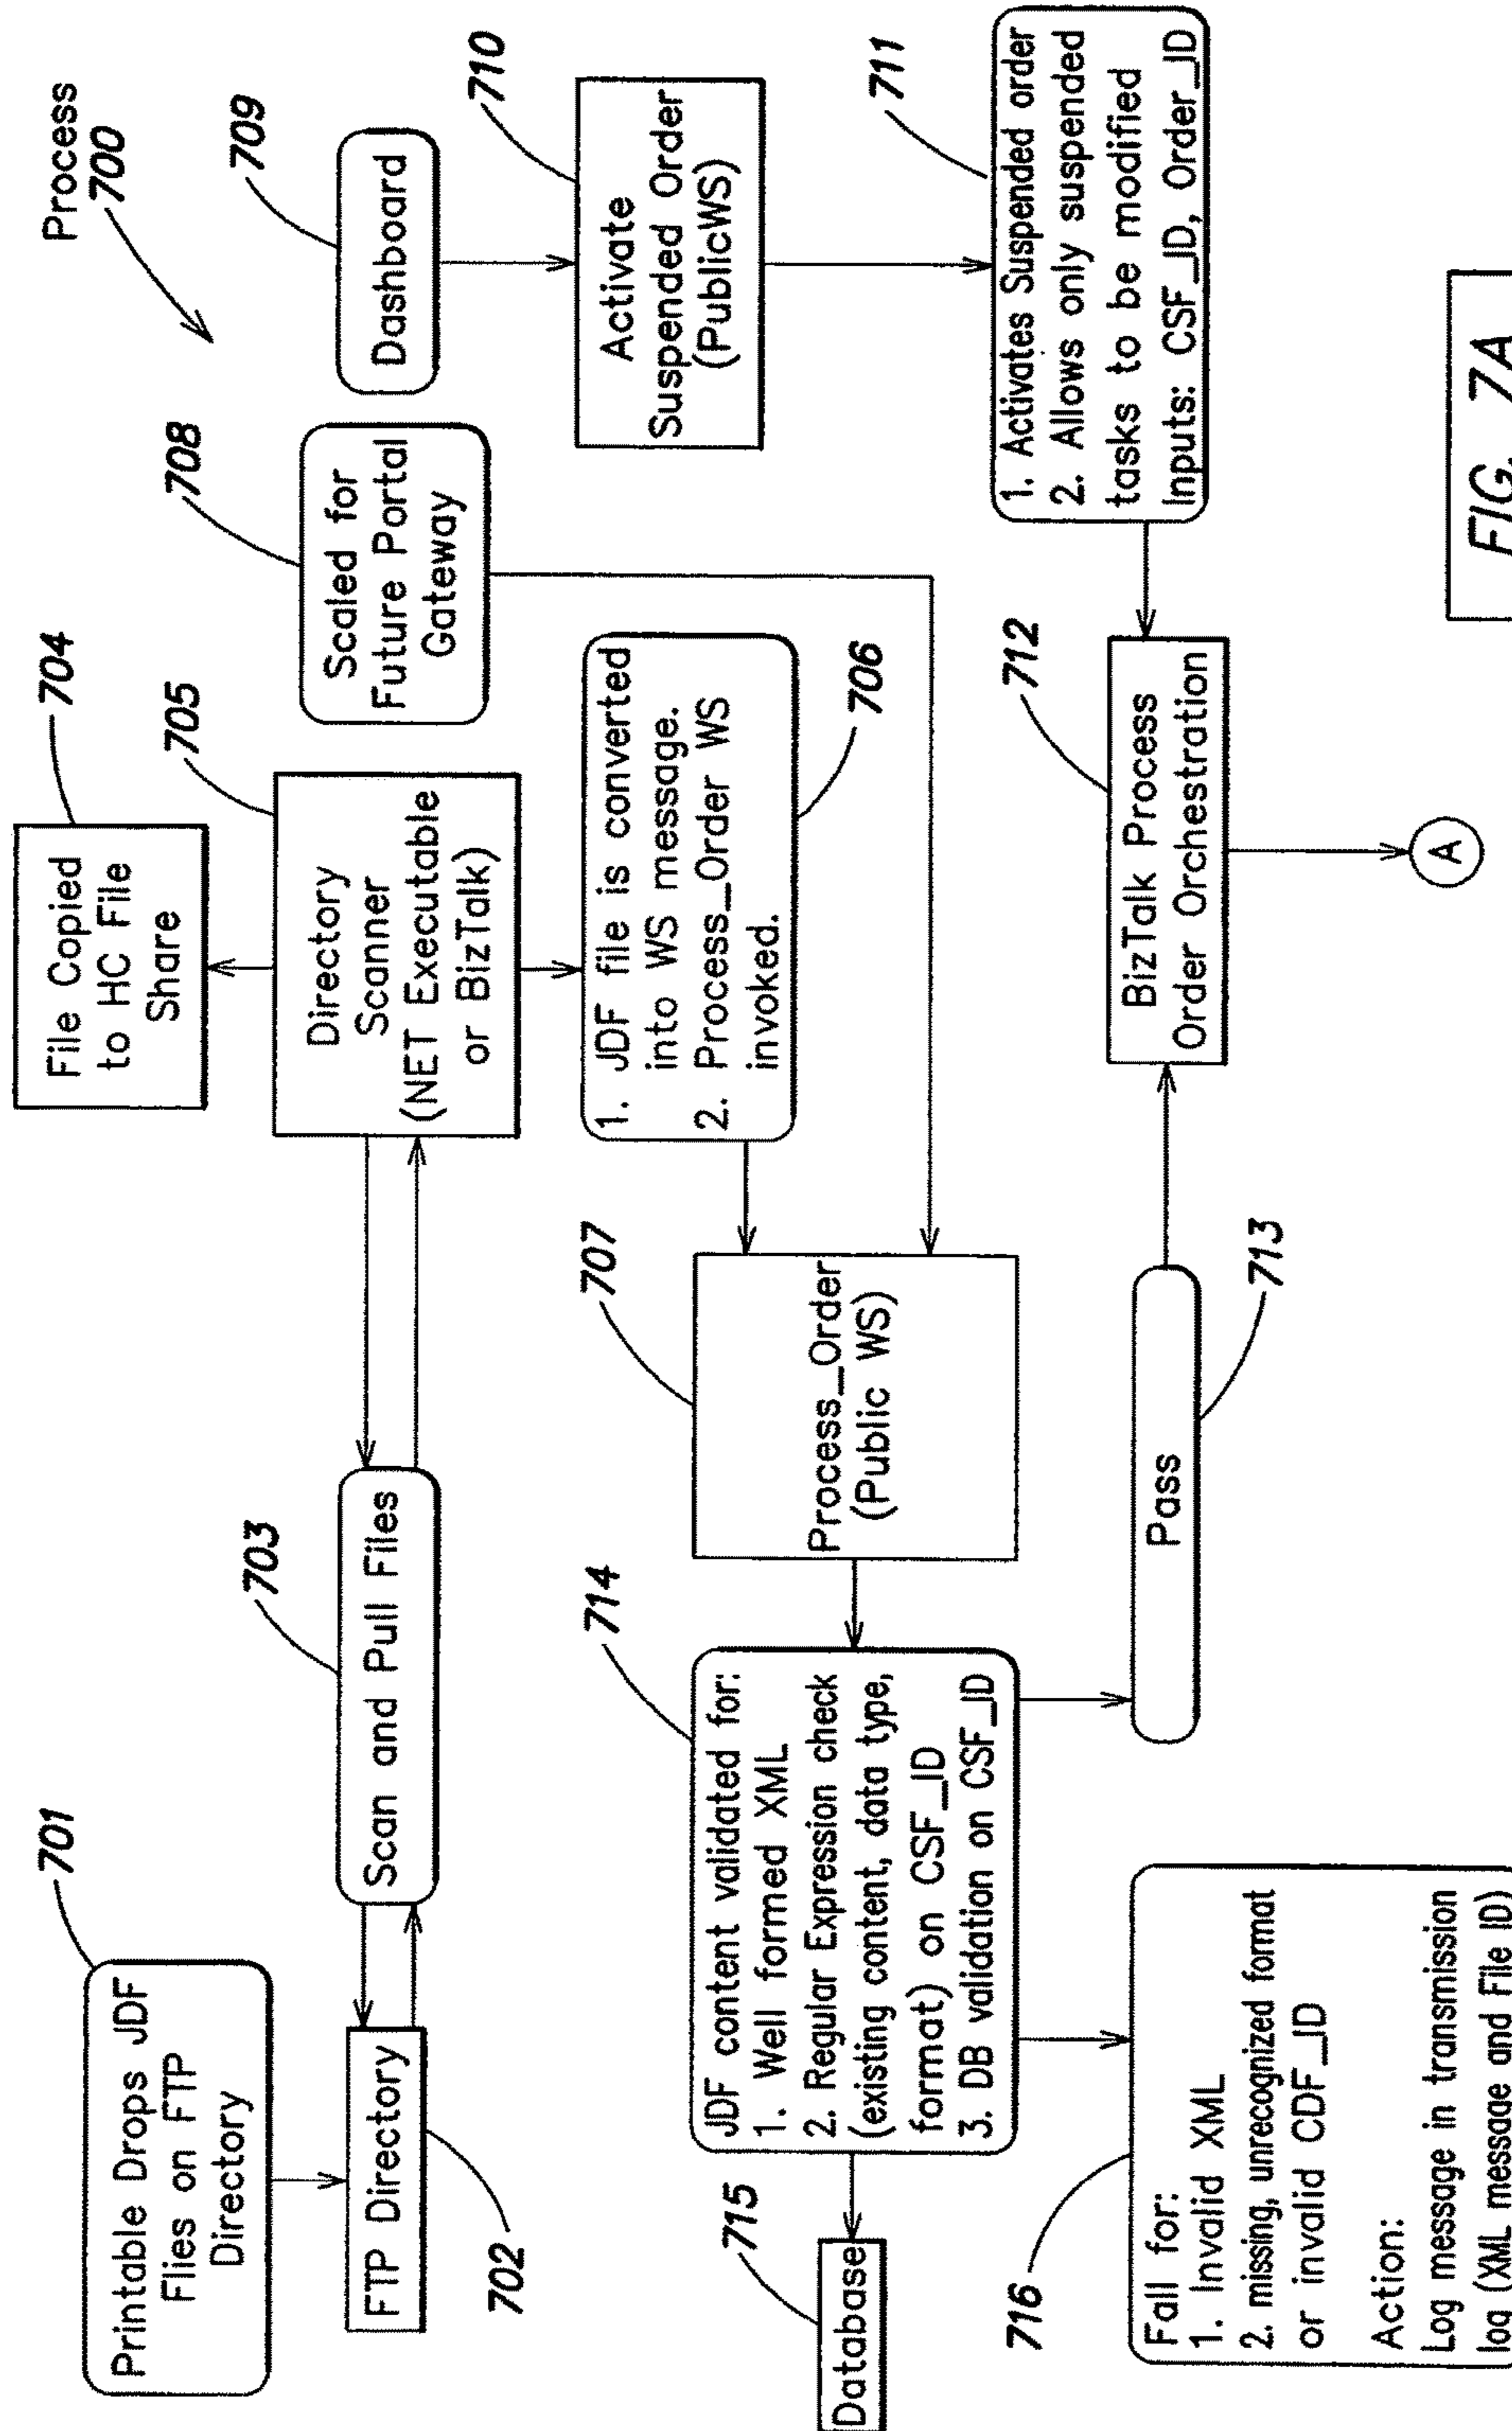 Process
700
701
Printable Drops JDF
Flies on FTP
Directory
FTP Directory
702
703
Scan and Pull Files
704
File Copied
to HC File
Share
705
Directory
Scanner
(NET Executable
or BizTalk)
708
Scaled for
Future Portal
Gateway
709
Dashboard
710
Activate
Suspended Order
(PublicWS)
1. JDF file is converted
into WS message.
2. Process_Order WS
invoked.
706
707
Process_Order
(Public WS)
714
JDF content validated for:
1. Well formed XML
2. Regular Expression check
(existing content, data type,
format) on CSF_ID
3. DB validation on CSF_ID
715
Database
711
1. Activates Suspended order
2. Allows only suspended
tasks to be modified
Inputs: CSF_ID, Order_ID
712
BizTalk Process
Order Orchestration
Pass
713
716
Fall for:
1. Invalid XML
2. missing, unrecognized format
or invalid CDF_ID
Action:
Log message in transmission
log (XML message and File ID)
A
FIG. 7A